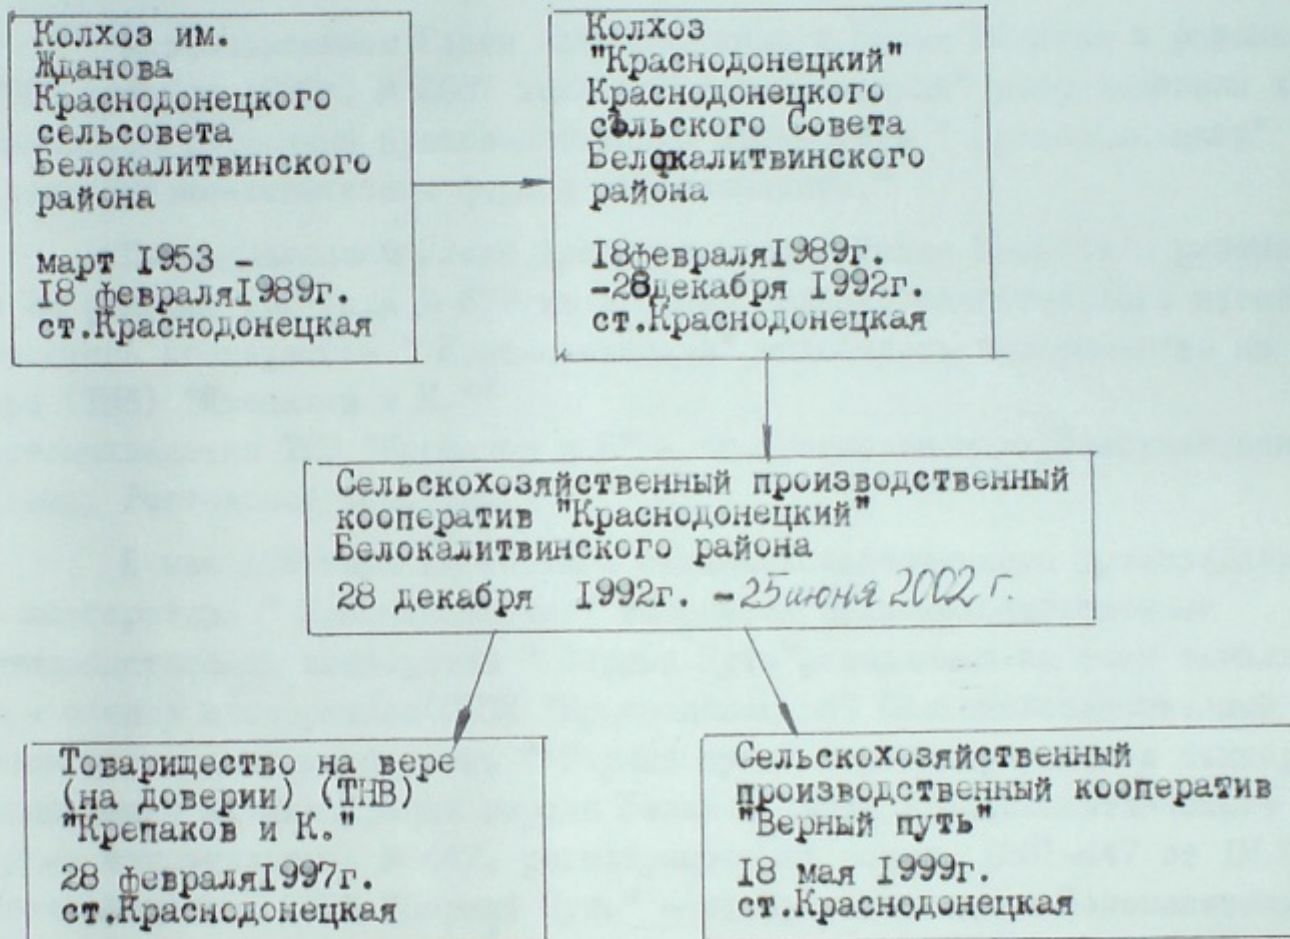 Колхоз им.
Жданова
Краснодонецкого
сельсовета
Белокалитвинского
района
март 1953 -
18 февраля1989г.
ст.Краснодонецкая
Колхоз
"Краснодонецкий"
Краснодонецкого
сельского Совета
Белокалитвинского
района
18февраля1989г.
-28декабря 1992г.
ст.Краснодонецкая
Сельскохозяйственный производственный
кооператив "Краснодонецкий"
Белокалитвинского района
28 декабря 1992г. - 25 июня 2002 г.
Товарищество на вере
(на доверии) (ТНВ)
"Крепаков и К."
28 февраля1997г.
ст.Краснодонецкая
Сельскохозяйственный
производственный кооператив
"Верный путь"
18 мая 1999г.
ст.Краснодонецкая